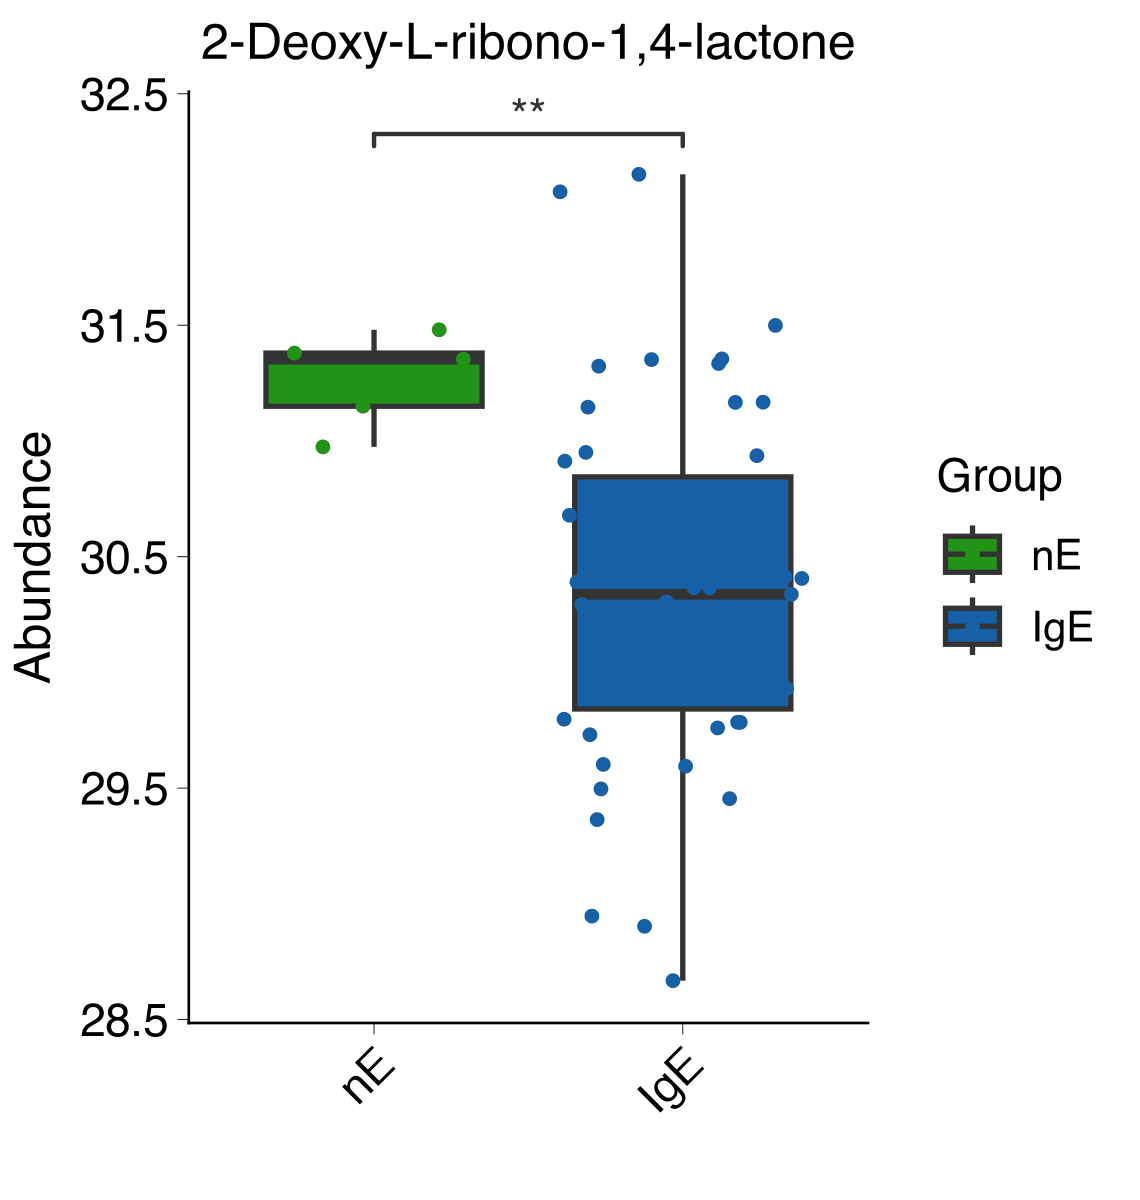 2-Deoxy-L-ribono-1,4-lactone
32.5
**
31.5
30.5
29.5
28.5
Abundance
nE
IgE
Group
nE
IgE